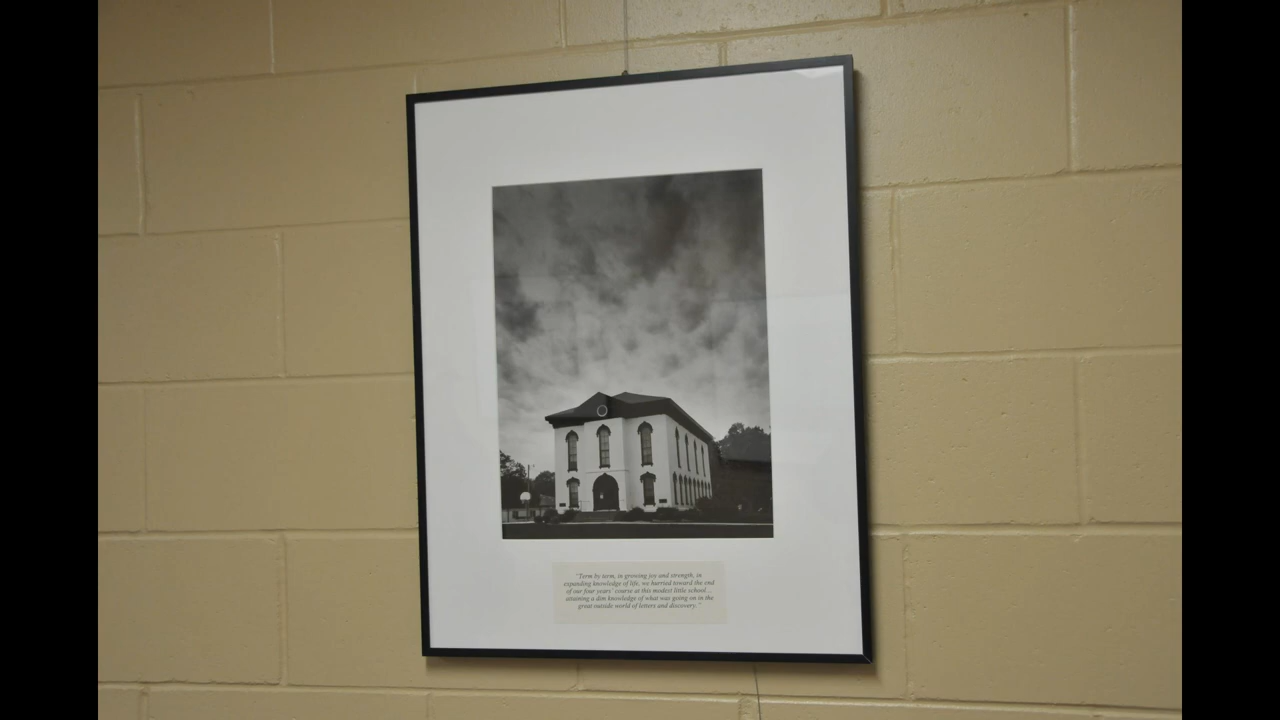 "Term by term, in growing joy and strength, in
expanding knowledge of life, we hurried toward the end
of our four years' course at this modest little school...
attaining a dim knowledge of what was going on in the
great outside world of letters and discovery."